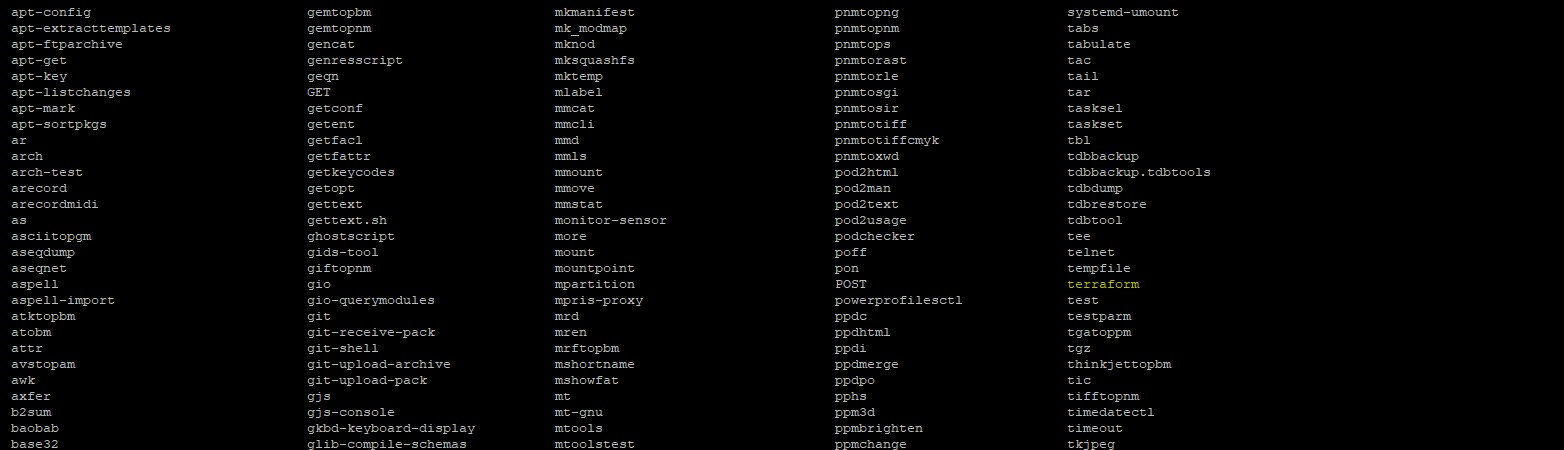 apt-config gemtopbm mkmanifest pnmtopng systemd-umount
apt-extracttemplates gemtopnm mk_modmap pnmtopnm tabs
apt-ftparchive gencat mknod pnmtops tabulate
apt-get genresscript mksquashfs pnmtorast tac
apt-key geqn mktemp pnmtorle tail
apt-listchanges GET mlabel pnmtosgi tar
apt-mark getconf mmcat pnmtosir tasksel
apt-sortpkgs getent mmcli pnmtotiff taskset
ar getfacl mmd pnmtotiffcmyk tbl
arch getfattr mmls pnmtoxwd tdbbackup
arch-test getkeycodes mmount pod2html tdbbackup.tdbtools
arecord getopt mmove pod2man tdbdump
arecordmidi gettext mmstat pod2text tdbrestore
as gettext.sh monitor-sensor pod2usage tdbtool
asciitopgm ghostscript more podchecker tee
aseqdump gids-tool mount poff telnet
aseqnet giftopnm mountpoint pon tempfile
aspell gio mpartition POST terraform
aspell-import gio-querymodules mpris-proxy powerprofilesctl test
atktopbm git mrd ppdc testparm
atobm git-receive-pack mren ppdhtml tgatoppm
attr git-shell mrftopbm ppdi tgz
avstopam git-upload-archive mshortname ppdmerge thinkjettopbm
awk git-upload-pack mshowfat ppdpo tic
axfer gjs mt pphs tifftopnm
b2sum gjs-console mt-gnu ppm3d timedatectl
baobab gkbd-keyboard-display mtools ppmbrighten timeout
base32 glib-compile-schemas mtoolstest ppmchange tkjpeg